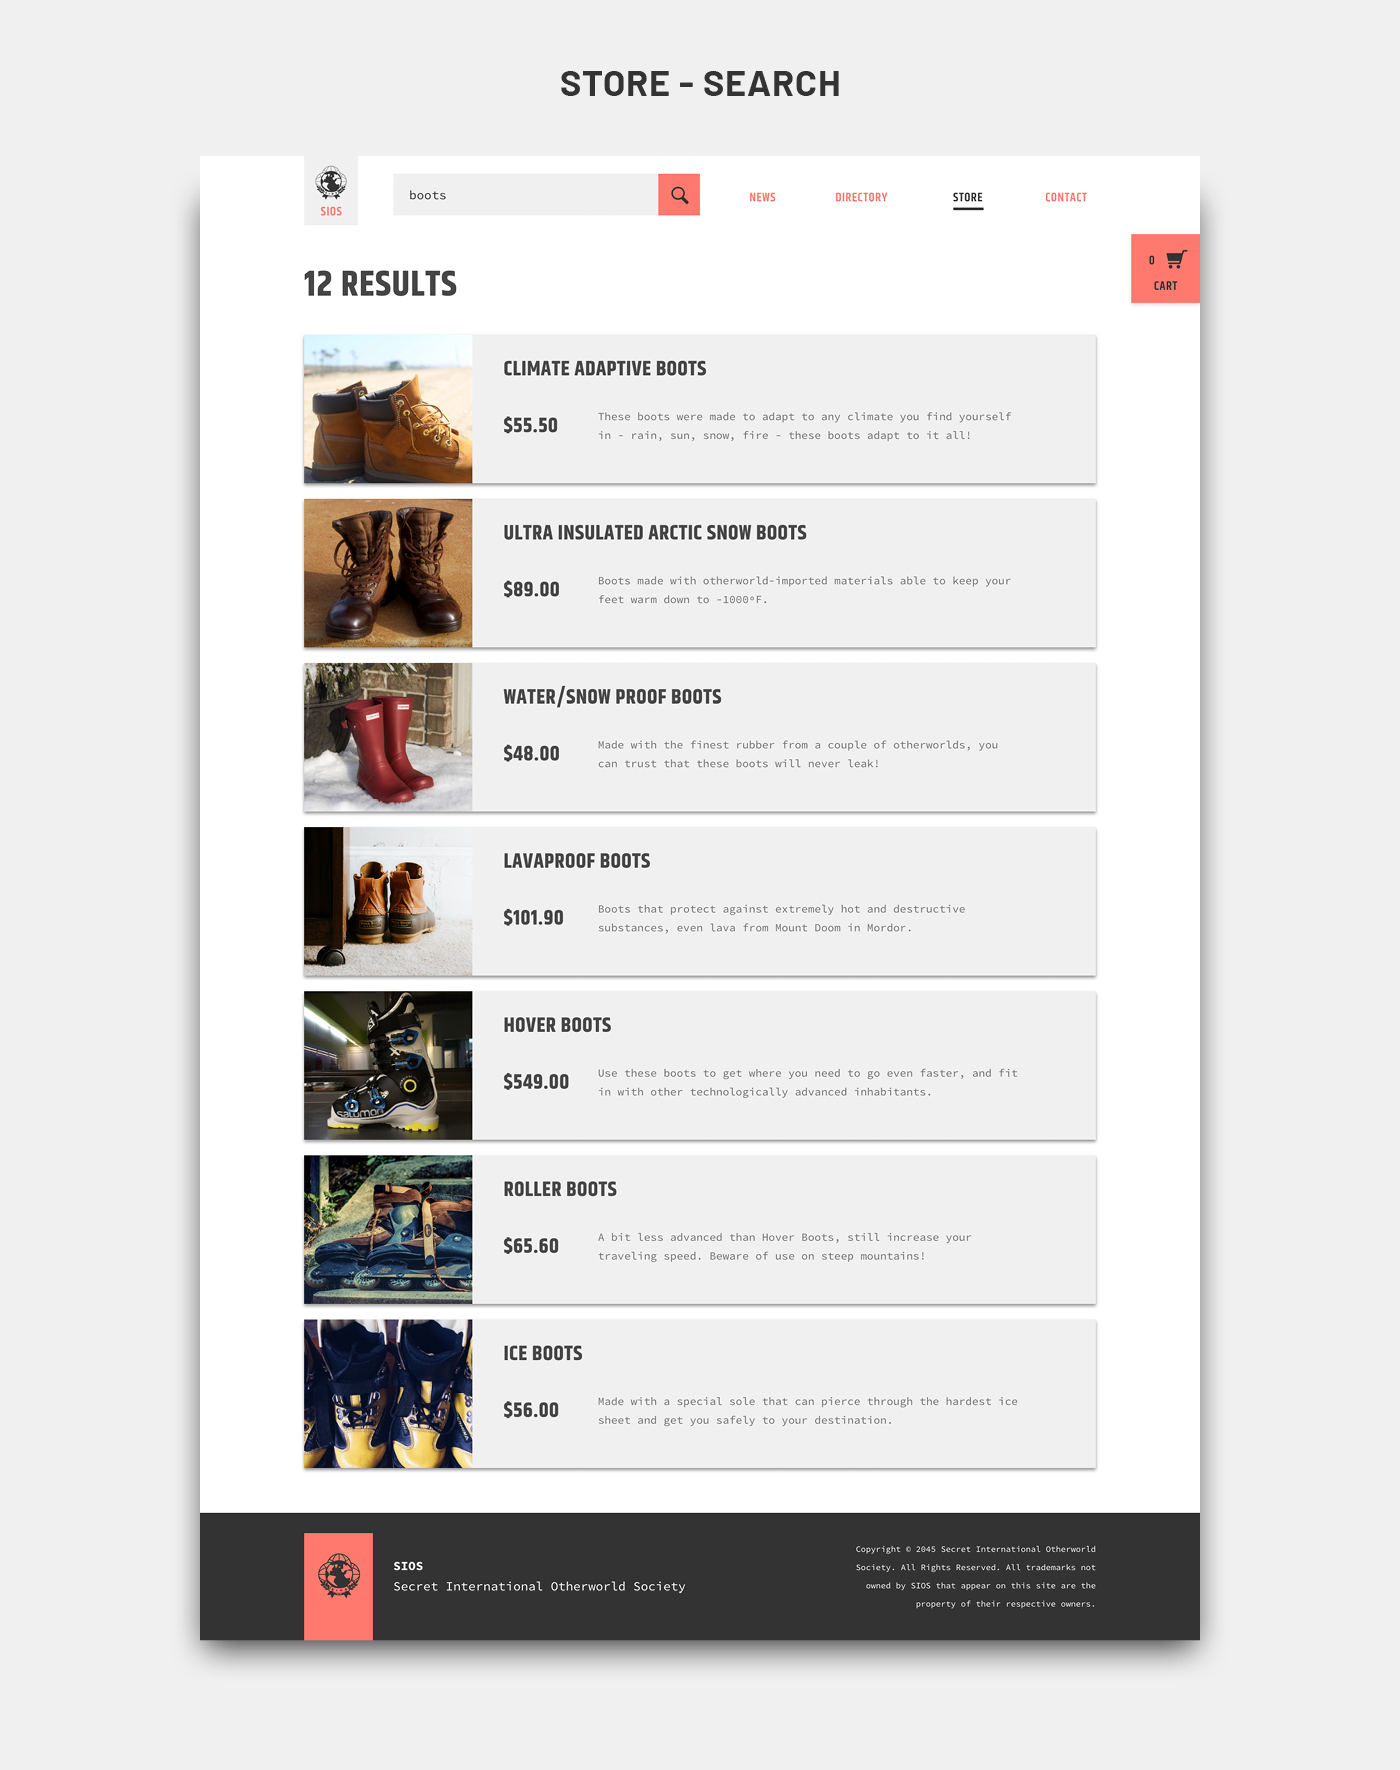 STORE - SEARCH
SIOS
boots
NEWS
DIRECTORY
STORE
CONTACT
0
CART
12 RESULTS
CLIMATE ADAPTIVE BOOTS
$55.50
These boots were made to adapt to any climate you find yourself
in - rain, sun, snow, fire - these boots adapt to it all!
ULTRA INSULATED ARCTIC SNOW BOOTS
$89.00
Boots made with otherworld-imported materials able to keep your
feet warm down to -1000°F.
WATER/SNOW PROOF BOOTS
$48.00
Made with the finest rubber from a couple of otherworlds, you
can trust that these boots will never leak!
LAVAPROOF BOOTS
$101.90
Boots that protect against extremely hot and destructive
substances, even lava from Mount Doom in Mordor.
HOVER BOOTS
$549.00
Use these boots to get where you need to go even faster, and fit
in with other technologically advanced inhabitants.
salomon
ROLLER BOOTS
$65.60
A bit less advanced than Hover Boots, still increase your
traveling speed. Beware of use on steep mountains!
ICE BOOTS
$56.00
Made with a special sole that can pierce through the hardest ice
sheet and get you safely to your destination.
SIOS
Secret International Otherworld Society
Copyright © 2045 Secret International Otherworld
Society. All Rights Reserved. All trademarks not
owned by SIOS that appear on this site are the
property of their respective owners.